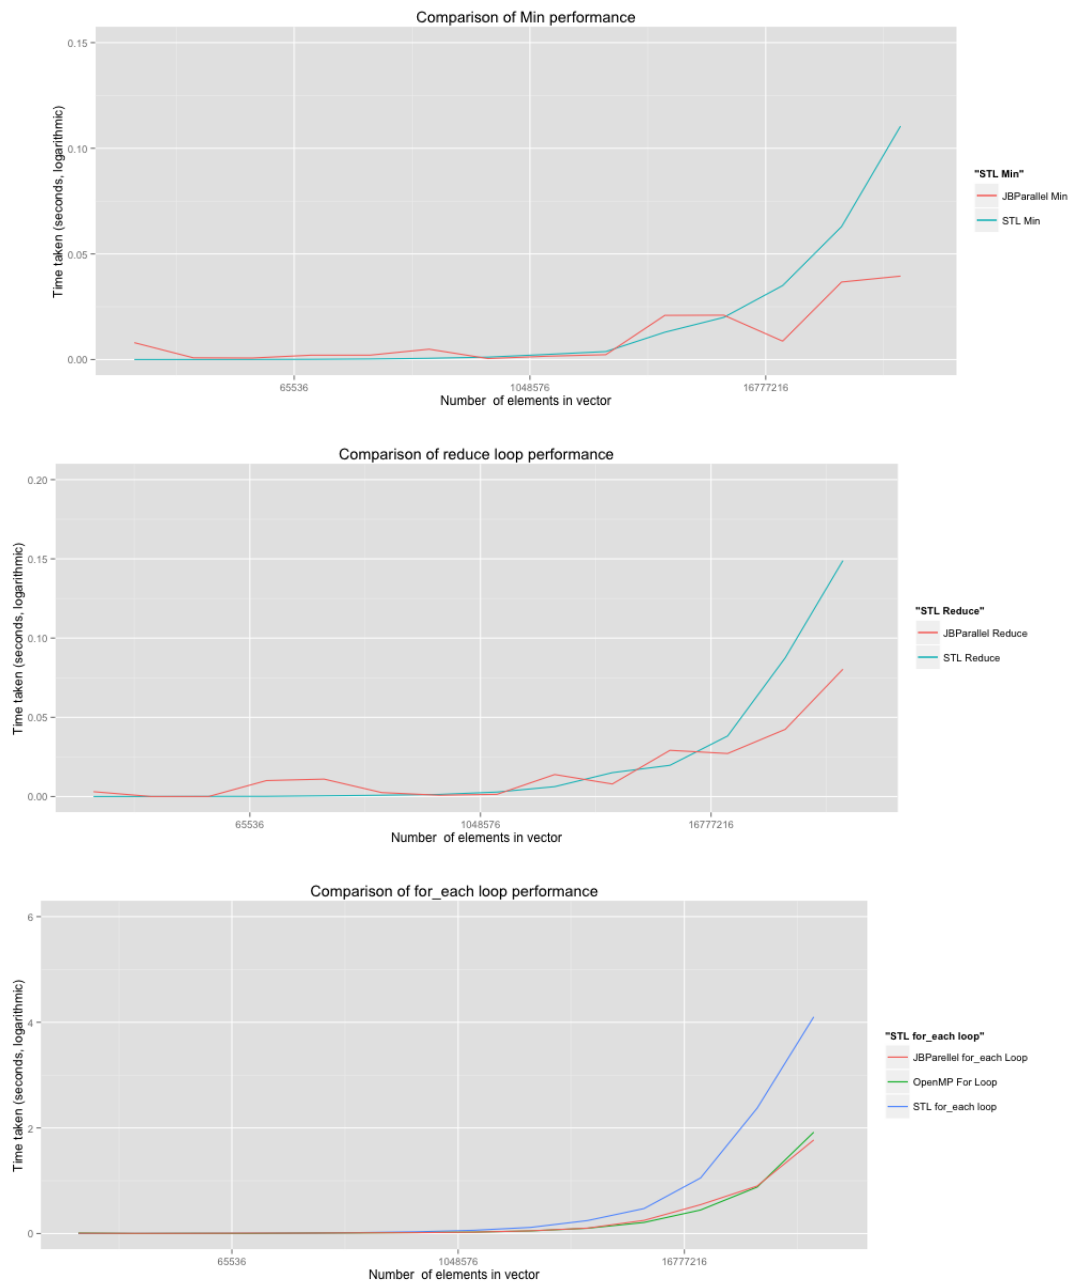 Comparison of Min performance
0.15
0.10
0.05
0.00
Time taken (seconds, logarithmic)
65536
1048576
16777216
Number of elements in vector
"STL Min"
JBParallel Min
STL Min
Comparison of reduce loop performance
0.20
0.15
0.10
0.05
0.00
Time taken (seconds, logarithmic)
65536
1048576
16777216
Number of elements in vector
"STL Reduce"
JBParallel Reduce
STL Reduce
Comparison of for_each loop performance
6
4
2
0
Time taken (seconds, logarithmic)
65536
1048576
16777216
Number of elements in vector
"STL for_each loop"
JBParellel for_each Loop
OpenMP For Loop
STL for_each loop